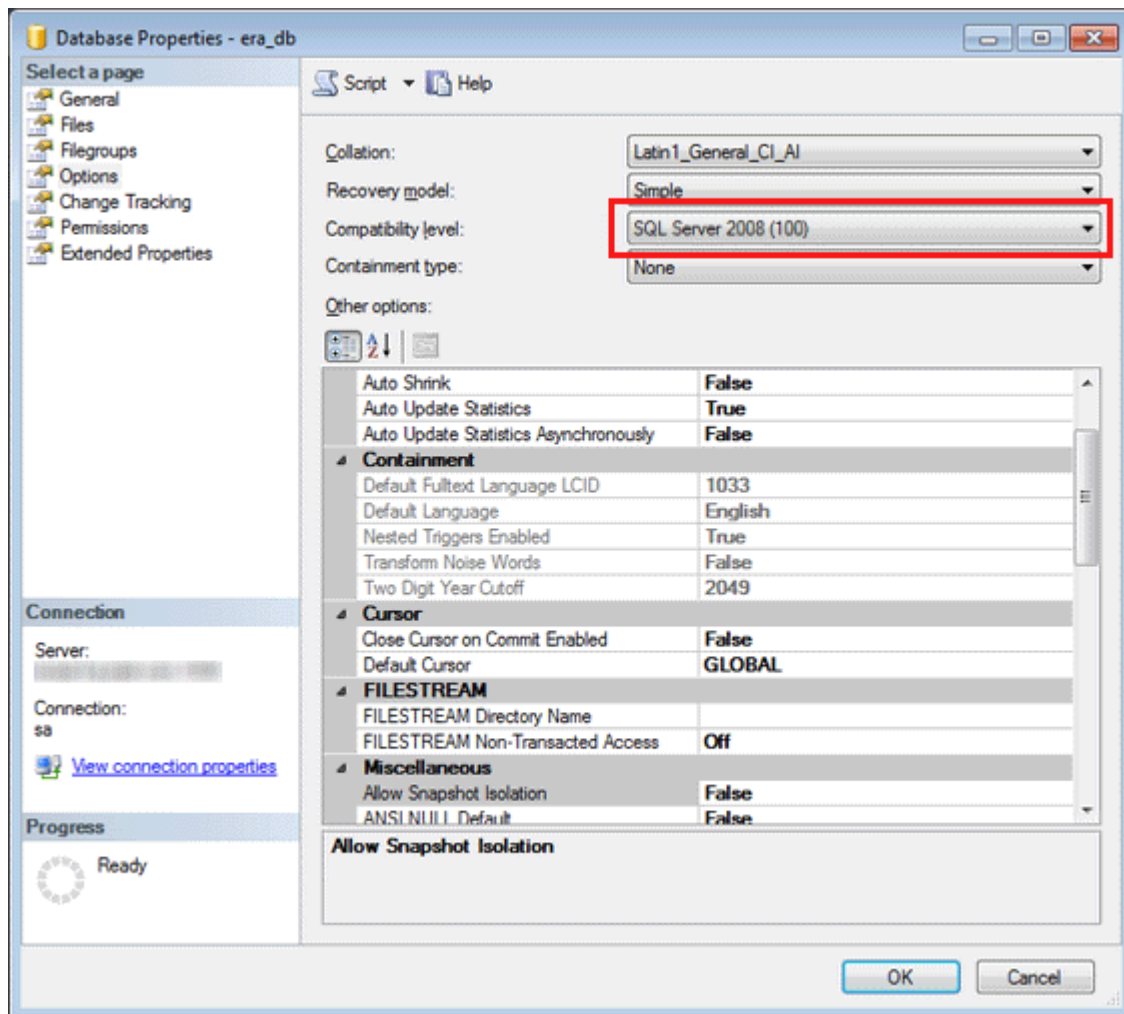 Database Properties - era_db
Select a page
General
Files
Filegroups
Options
Change Tracking
Permissions
Extended Properties
Script Help
Collation: Latin1_General_CI_AI
Recovery model: Simple
Compatibility level: SQL Server 2008 (100)
Containment type: None
Other options:
Auto Shrink False
Auto Update Statistics True
Auto Update Statistics Asynchronously False
Containment
Default Fulltext Language LCID 1033
Default Language English
Nested Triggers Enabled True
Transform Noise Words False
Two Digit Year Cutoff 2049
Cursor
Close Cursor on Commit Enabled False
Default Cursor GLOBAL
FILESTREAM
FILESTREAM Directory Name
FILESTREAM Non-Transacted Access Off
Miscellaneous
Allow Snapshot Isolation False
ANSI NULL Default False
Allow Snapshot Isolation
Connection
Server:
Connection:
sa
View connection properties
Progress
Ready
OK Cancel